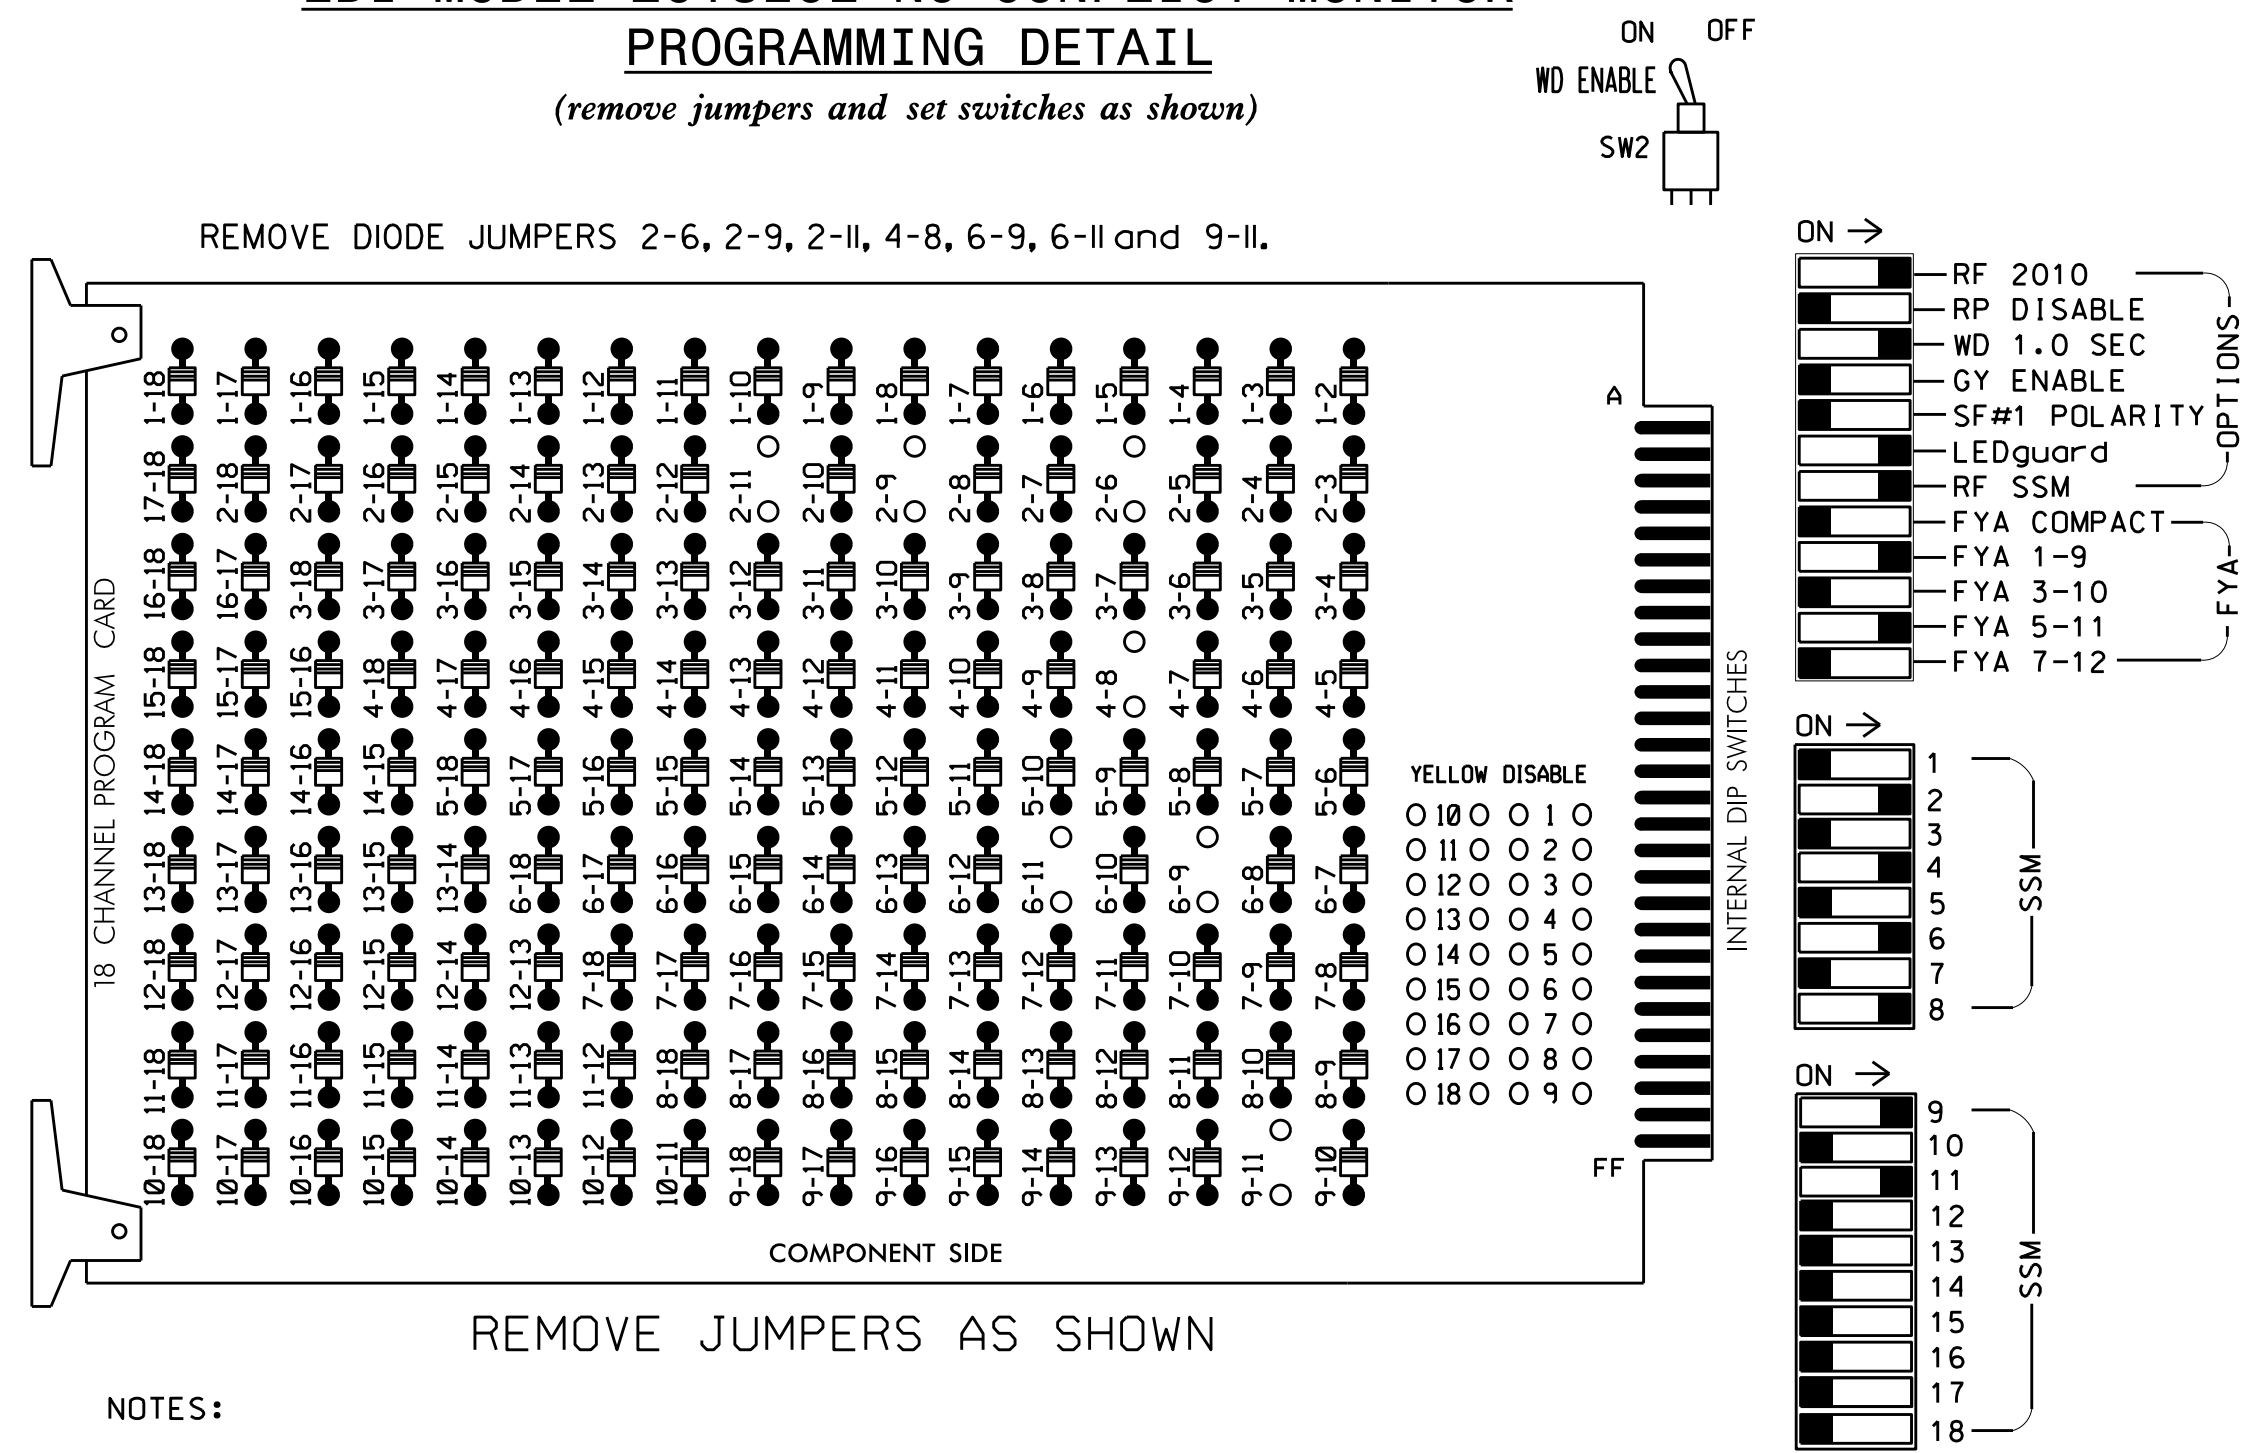 PROGRAMMING DETAIL
(remove jumpers and set switches as shown)
ON OFF
WD ENABLE
SW2
REMOVE DIODE JUMPERS 2-6, 2-9, 2-11, 4-8, 6-9, 6-11 and 9-11.
18 CHANNEL PROGRAM CARD
1-18 1-17 1-16 1-15 1-14 1-13 1-12 1-11 1-10 1-9 1-8 1-7 1-6 1-5 1-4 1-3 1-2
17-18 2-18 2-17 2-16 2-15 2-14 2-13 2-12 2-11 2-10 2-9 2-8 2-7 2-6 2-5 2-4 2-3
16-18 16-17 3-18 3-17 3-16 3-15 3-14 3-13 3-12 3-11 3-10 3-9 3-8 3-7 3-6 3-5 3-4
15-18 15-17 15-16 4-18 4-17 4-16 4-15 4-14 4-13 4-12 4-11 4-10 4-9 4-8 4-7 4-6 4-5
14-18 14-17 14-16 14-15 5-18 5-17 5-16 5-15 5-14 5-13 5-12 5-11 5-10 5-9 5-8 5-7 5-6
13-18 13-17 13-16 13-15 13-14 6-18 6-17 6-16 6-15 6-14 6-13 6-12 6-11 6-10 6-9 6-8 6-7
12-18 12-17 12-16 12-15 12-14 12-13 7-18 7-17 7-16 7-15 7-14 7-13 7-12 7-11 7-10 7-9 7-8
11-18 11-17 11-16 11-15 11-14 11-13 11-12 8-18 8-17 8-16 8-15 8-14 8-13 8-12 8-11 8-10 8-9
10-18 10-17 10-16 10-15 10-14 10-13 10-12 10-11 9-18 9-17 9-16 9-15 9-14 9-13 9-12 9-11 9-10
COMPONENT SIDE
A
FF
YELLOW DISABLE
10 1
11 2
12 3
13 4
14 5
15 6
16 7
17 8
18 9
INTERNAL DIP SWITCHES
ON
RF 2010
RP DISABLE
WD 1.0 SEC
GY ENABLE
SF#1 POLARITY
LEDguard
RF SSM
OPTIONS
FYA COMPACT
FYA 1-9
FYA 3-10
FYA 5-11
FYA 7-12
FYA
ON
1
2
3
4
5
6
7
8
SSM
ON
9
10
11
12
13
14
15
16
17
18
SSM
REMOVE JUMPERS AS SHOWN
NOTES: